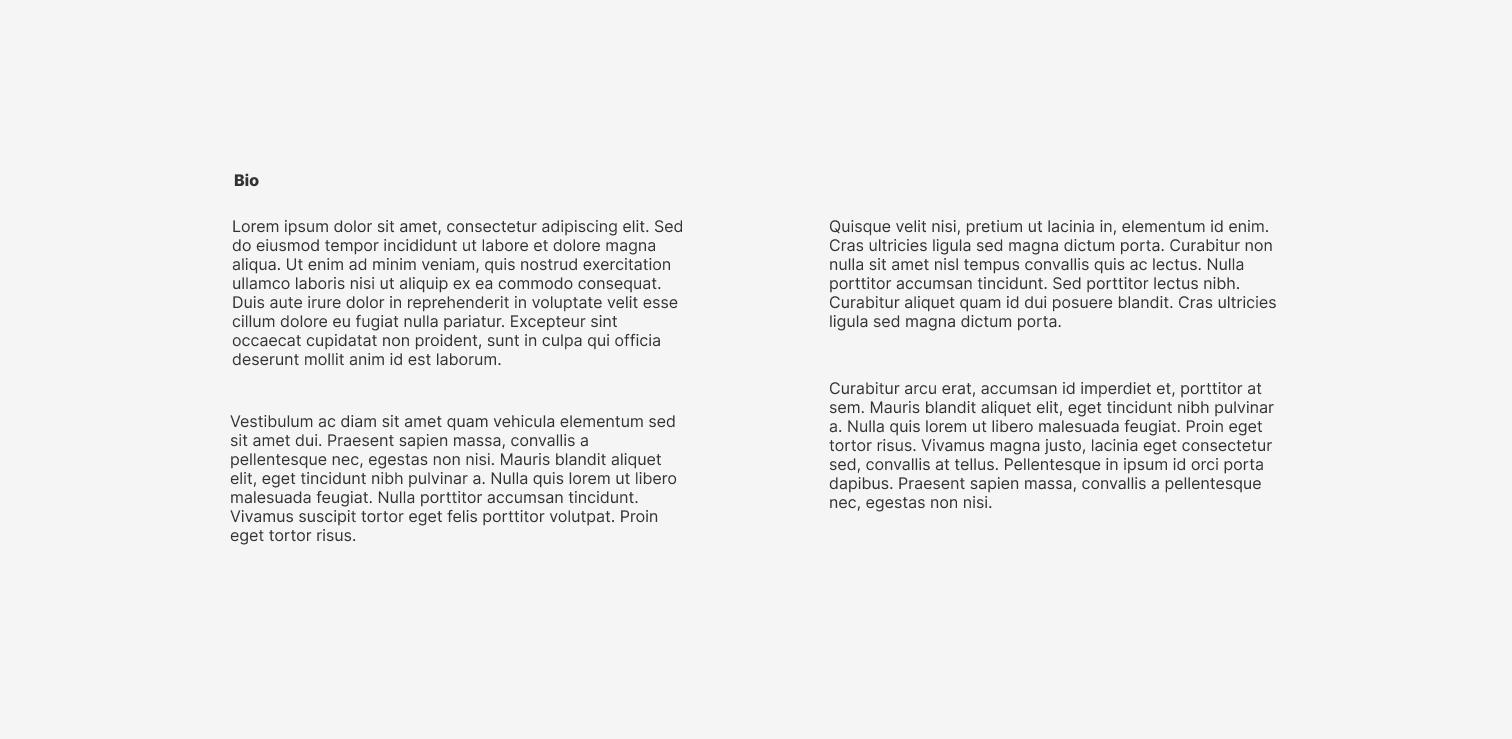 Bio
Lorem ipsum dolor sit amet, consectetur adipiscing elit. Sed
do eiusmod tempor incididunt ut labore et dolore magna
aliqua. Ut enim ad minim veniam, quis nostrud exercitation
ullamco laboris nisi ut aliquip ex ea commodo consequat.
Duis aute irure dolor in reprehenderit in voluptate velit esse
cillum dolore eu fugiat nulla pariatur. Excepteur sint
occaecat cupidatat non proident, sunt in culpa qui officia
deserunt mollit anim id est laborum.
Vestibulum ac diam sit amet quam vehicula elementum sed
sit amet dui. Praesent sapien massa, convallis a
pellentesque nec, egestas non nisi. Mauris blandit aliquet
elit, eget tincidunt nibh pulvinar a. Nulla quis lorem ut libero
malesuada feugiat. Nulla porttitor accumsan tincidunt.
Vivamus suscipit tortor eget felis porttitor volutpat. Proin
eget tortor risus.
Quisque velit nisi, pretium ut lacinia in, elementum id enim.
Cras ultricies ligula sed magna dictum porta. Curabitur non
nulla sit amet nisl tempus convallis quis ac lectus. Nulla
porttitor accumsan tincidunt. Sed porttitor lectus nibh.
Curabitur aliquet quam id dui posuere blandit. Cras ultricies
ligula sed magna dictum porta.
Curabitur arcu erat, accumsan id imperdiet et, porttitor at
sem. Mauris blandit aliquet elit, eget tincidunt nibh pulvinar
a. Nulla quis lorem ut libero malesuada feugiat. Proin eget
tortor risus. Vivamus magna justo, lacinia eget consectetur
sed, convallis at tellus. Pellentesque in ipsum id orci porta
dapibus. Praesent sapien massa, convallis a pellentesque
nec, egestas non nisi.